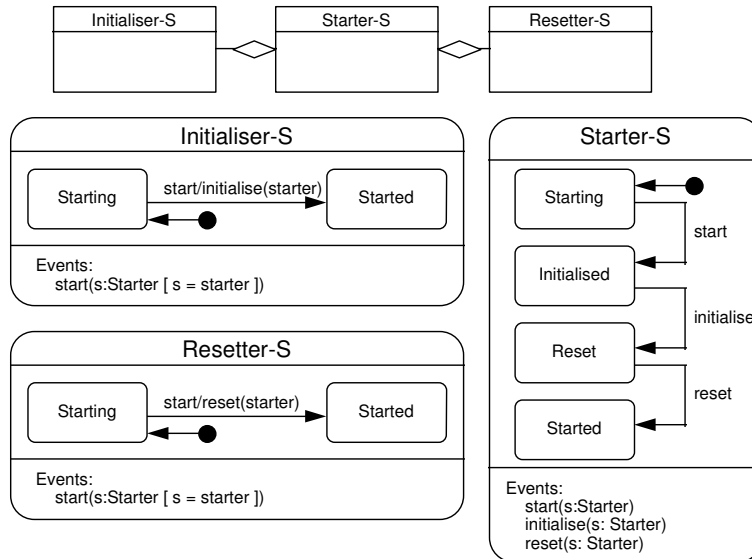 Initialiser-S
Starter-S
Resetter-S
Initialiser-S
Starting
start/initialise(starter)
Started
Events:
start(s:Starter [ s = starter ])
Resetter-S
Starting
start/reset(starter)
Started
Events:
start(s:Starter [ s = starter ])
Starter-S
Starting
start
Initialised
initialise
Reset
reset
Started
Events:
start(s:Starter)
initialise(s: Starter)
reset(s: Starter)